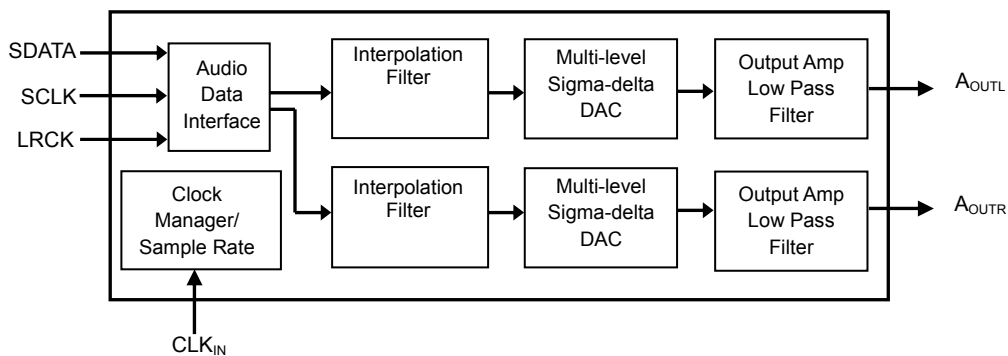 SDATA
SCLK
LRCK
Audio
Data
Interface
Interpolation
Filter
Multi-level
Sigma-delta
DAC
Output Amp
Low Pass
Filter
AOUTL
Clock
Manager/
Sample Rate
Interpolation
Filter
Multi-level
Sigma-delta
DAC
Output Amp
Low Pass
Filter
AOUTR
CLKIN